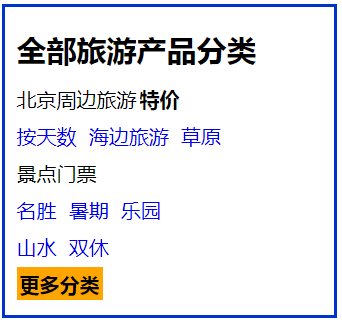 全部旅游产品分类
北京周边旅游 特价
按天数 海边旅游 草原
景点门票
名胜 暑期 乐园
山水 双休
更多分类